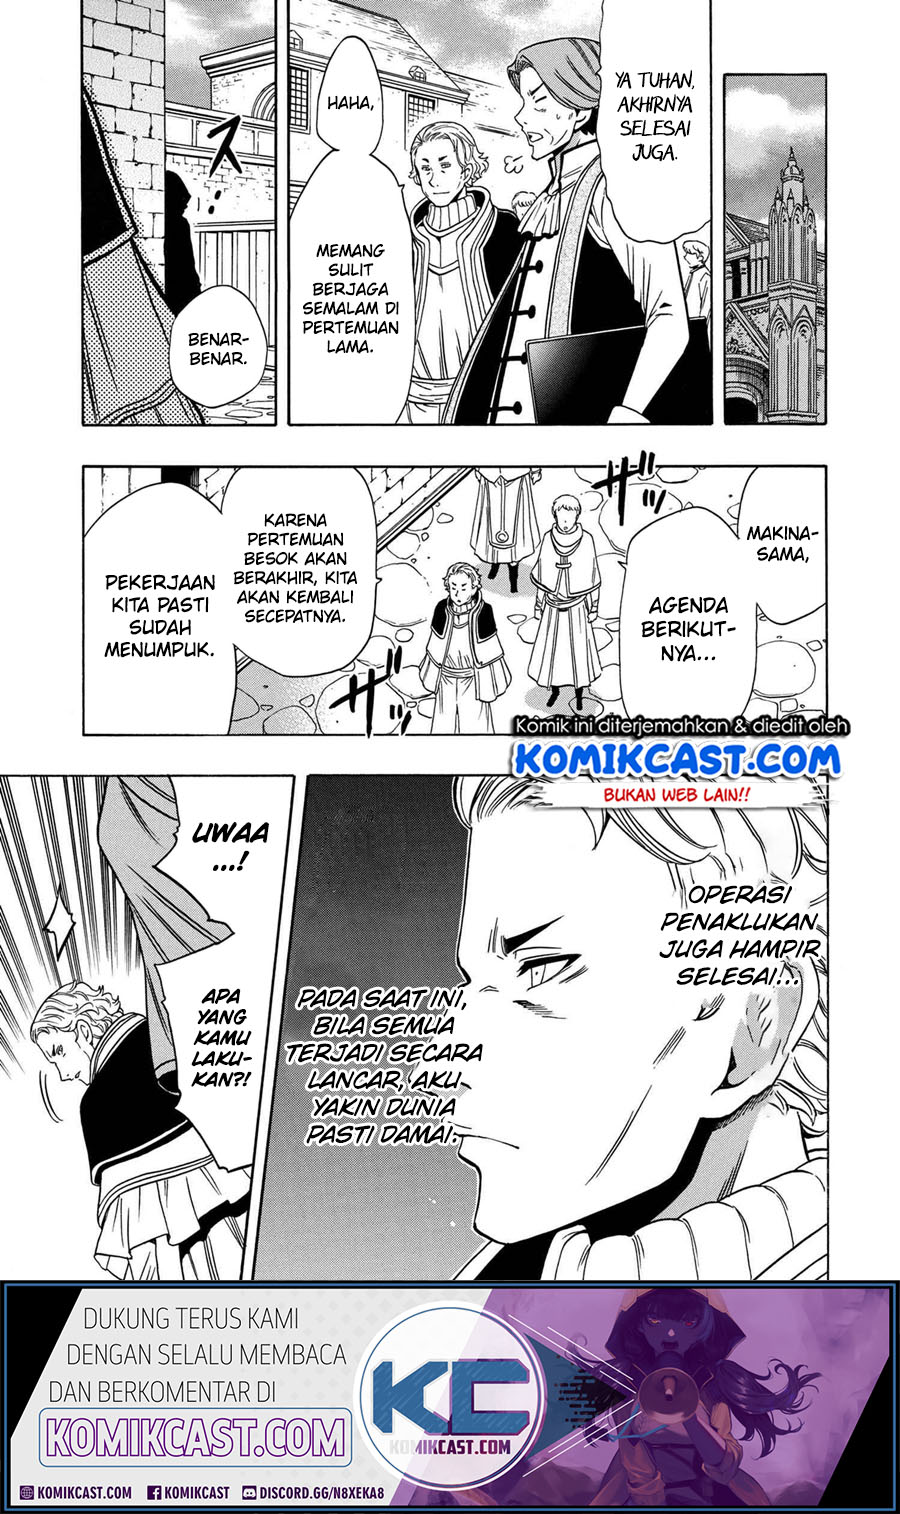 YA TUHAN,
AKHIRNYA
SELESAI
JUGA.
HAHA,
MEMANG
SULIT
BERJAGA
SEMALAM DI
PERTEMUAN
LAMA.
BENAR-
BENAR.
MAKINA-
SAMA,
AGENDA
BERIKUT-
NYA...
KARENA
PERTEMUAN
BESOK AKAN
BERAKHIR, KITA
AKAN KEMBALI
SECEPATNYA.
PEKERJAAN
KITA PASTI
SUDAH
MENUMPUK.
Komik ini diterjemahkan & diedit oleh
KOMIKCAST.COM
BUKAN WEB LAIN!!
OPERASI
PENAKLUKAN
JUGA HAMPIR
SELESAI...
PADA SAAT INI,
BILA SEMUA
TERJADI SECARA
LANCAR, AKU
YAKIN DUNIA
PASTI DAMAI.
UWAA
...!
APA
YANG
KAMU
LAKU-
KAN?!
DUKUNG TERUS KAMI
DENGAN SELALU MEMBACA
DAN BERKOMENTAR DI
KOMIKCAST.COM
KOMIKCAST.COM KOMIKCAST DISCORD.GG/N8XEKA8
KC
KOMIKCAST.COM